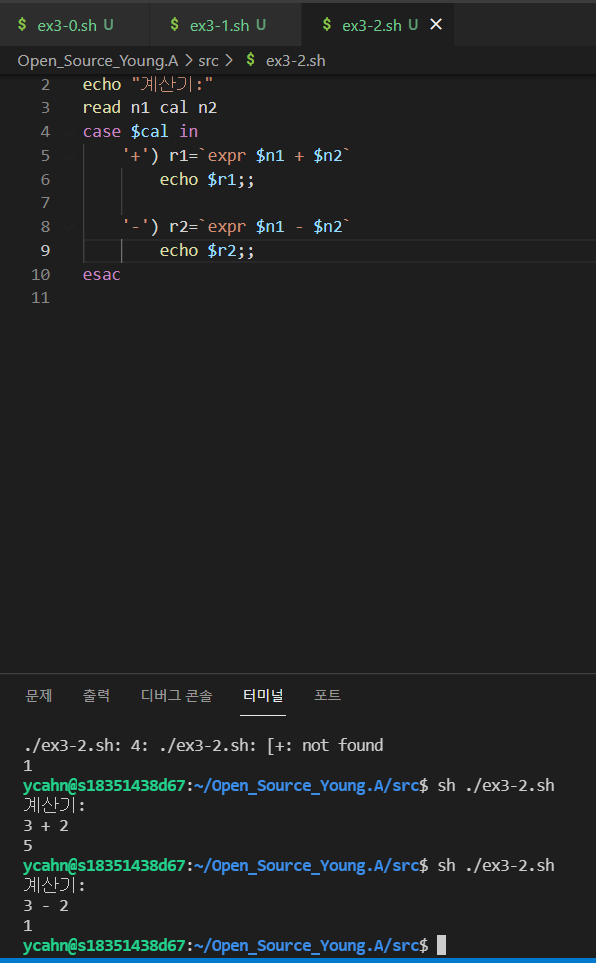 $ ex3-0.sh U $ ex3-1.sh U $ ex3-2.sh U ×
Open_Source_Young.A > src > $ ex3-2.sh
2 echo "계산기:"
3 read n1 cal n2
4 case $cal in
5 '+') r1=`expr $n1 + $n2`
6 echo $r1;;
7
8 '-') r2=`expr $n1 - $n2`
9 echo $r2;;
10 esac
11
문제 출력 디버그 콘솔 터미널 포트
./ex3-2.sh: 4: ./ex3-2.sh: [+: not found
1
ycahn@s18351438d67:~/Open_Source_Young.A/src$ sh ./ex3-2.sh
계산기:
3 + 2
5
ycahn@s18351438d67:~/Open_Source_Young.A/src$ sh ./ex3-2.sh
계산기:
3 - 2
1
ycahn@s18351438d67:~/Open_Source_Young.A/src$